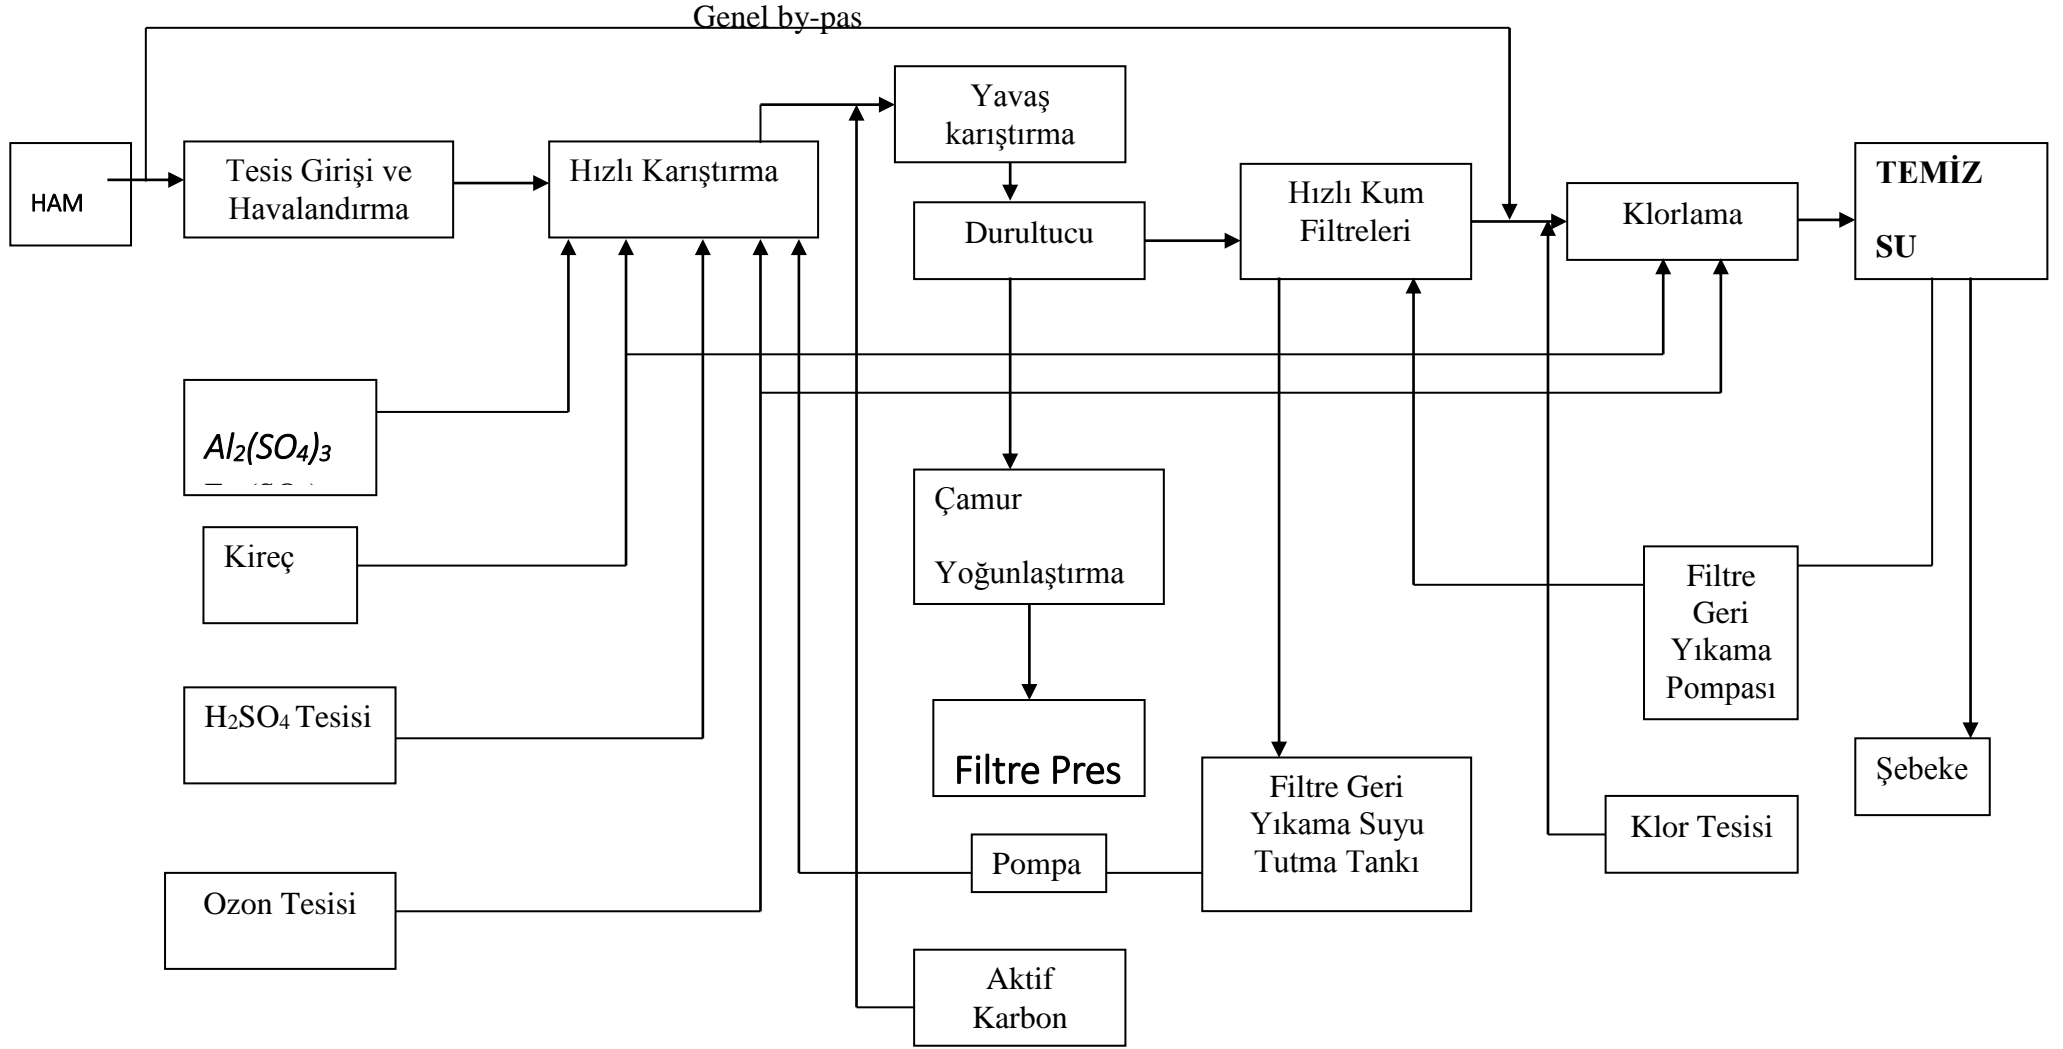 Genel by-pas
HAM
Tesis Girişi ve
Havalandırma
Hızlı Karıştırma
Yavaş
karıştırma
Durultucu
Hızlı Kum
Filtreleri
Klorlama
TEMİZ
SU
Al₂(SO₄)₃
Kireç
H₂SO₄ Tesisi
Ozon Tesisi
Çamur
Yoğunlaştırma
Filtre Pres
Pompa
Aktif
Karbon
Filtre Geri
Yıkama Suyu
Tutma Tankı
Filtre
Geri
Yıkama
Pompası
Klor Tesisi
Şebeke